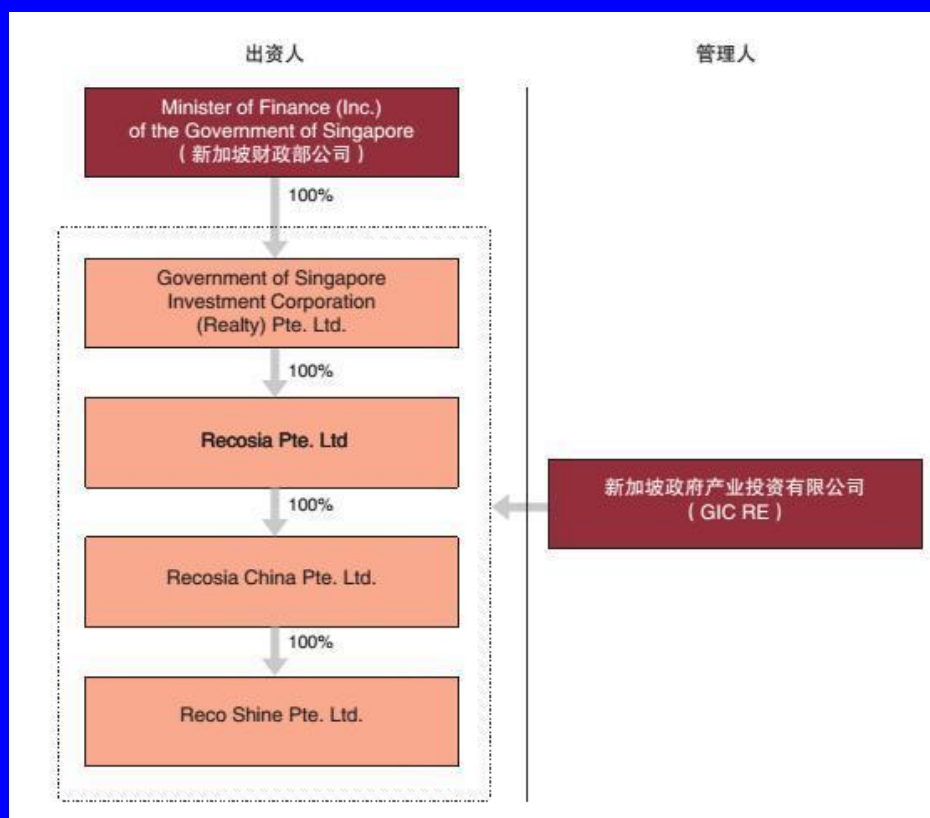 出资人
管理人
Minister of Finance (Inc.)
of the Government of Singapore
（新加坡财政部公司）
100%
Government of Singapore
Investment Corporation
(Realty) Pte. Ltd.
100%
Recosia Pte. Ltd
新加坡政府产业投资有限公司
（GIC RE）
100%
Recosia China Pte. Ltd.
100%
Reco Shine Pte. Ltd.